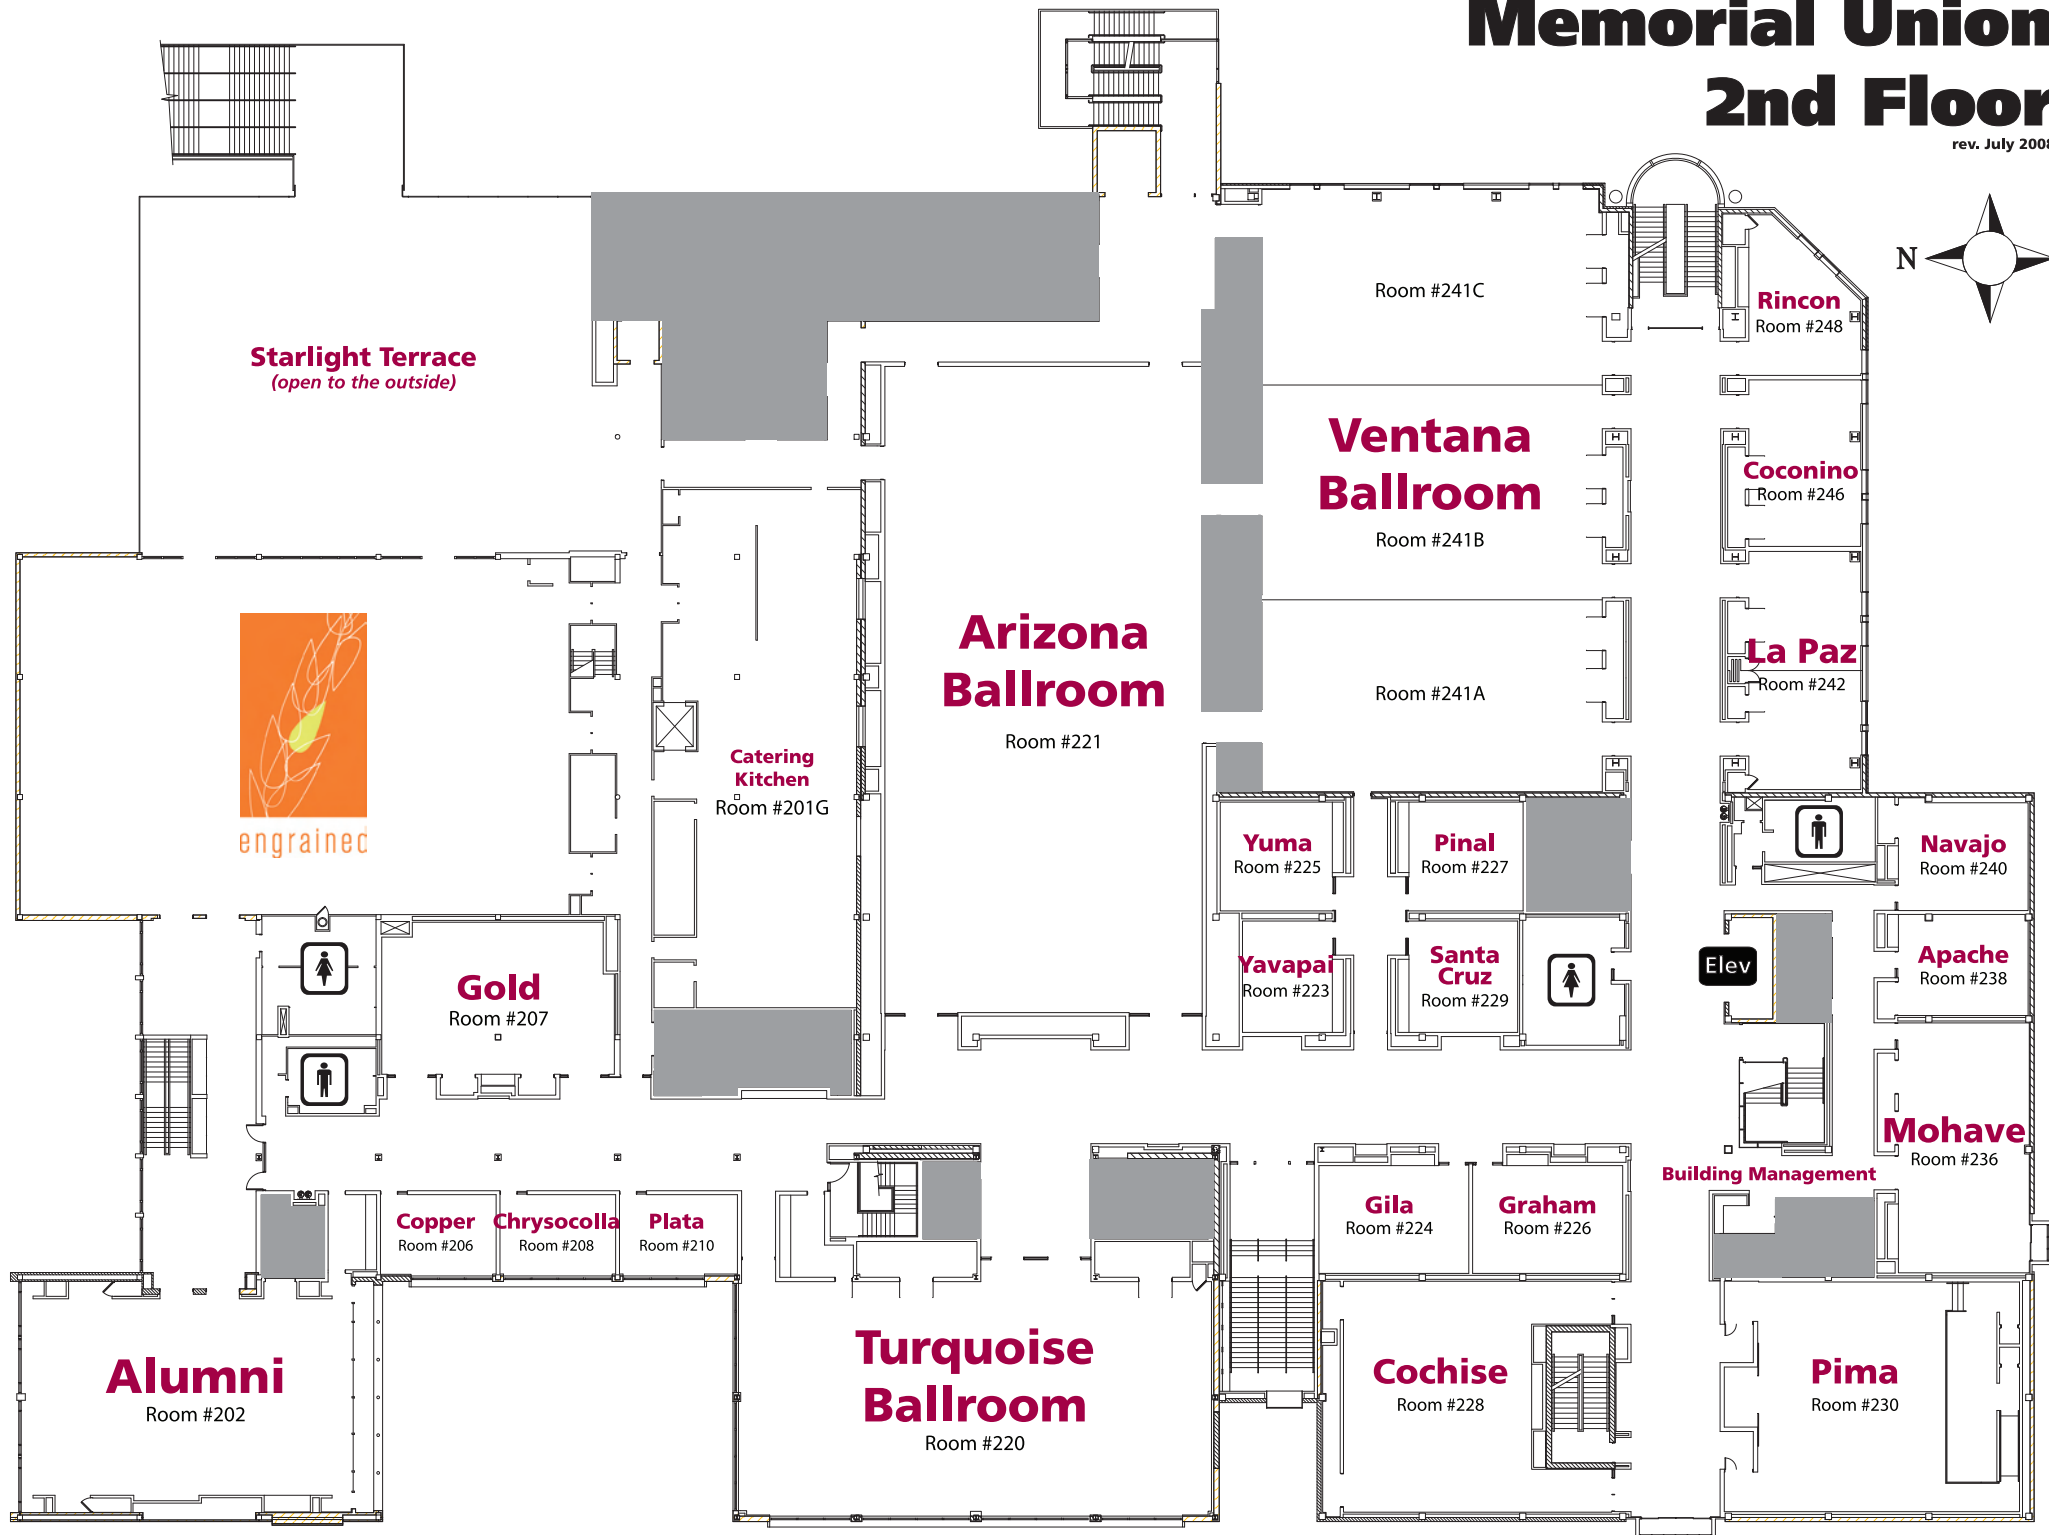 Memorial Union
2nd Floor
rev. July 2008
N
Room #241C
Rincon
Room #248
Starlight Terrace
(open to the outside)
Ventana
Ballroom
Room #241B
Coconino
Room #246
Arizona
Ballroom
Room #221
La Paz
Room #242
Room #241A
Catering
Kitchen
Room #201G
engrained
Yuma
Room #225
Pinal
Room #227
Navajo
Room #240
Gold
Room #207
Yavapai
Room #223
Santa
Cruz
Room #229
Elev
Apache
Room #238
Mohave
Room #236
Building Management
Copper
Room #206
Chrysocolla
Room #208
Plata
Room #210
Gila
Room #224
Graham
Room #226
Alumni
Room #202
Turquoise
Ballroom
Room #220
Cochise
Room #228
Pima
Room #230